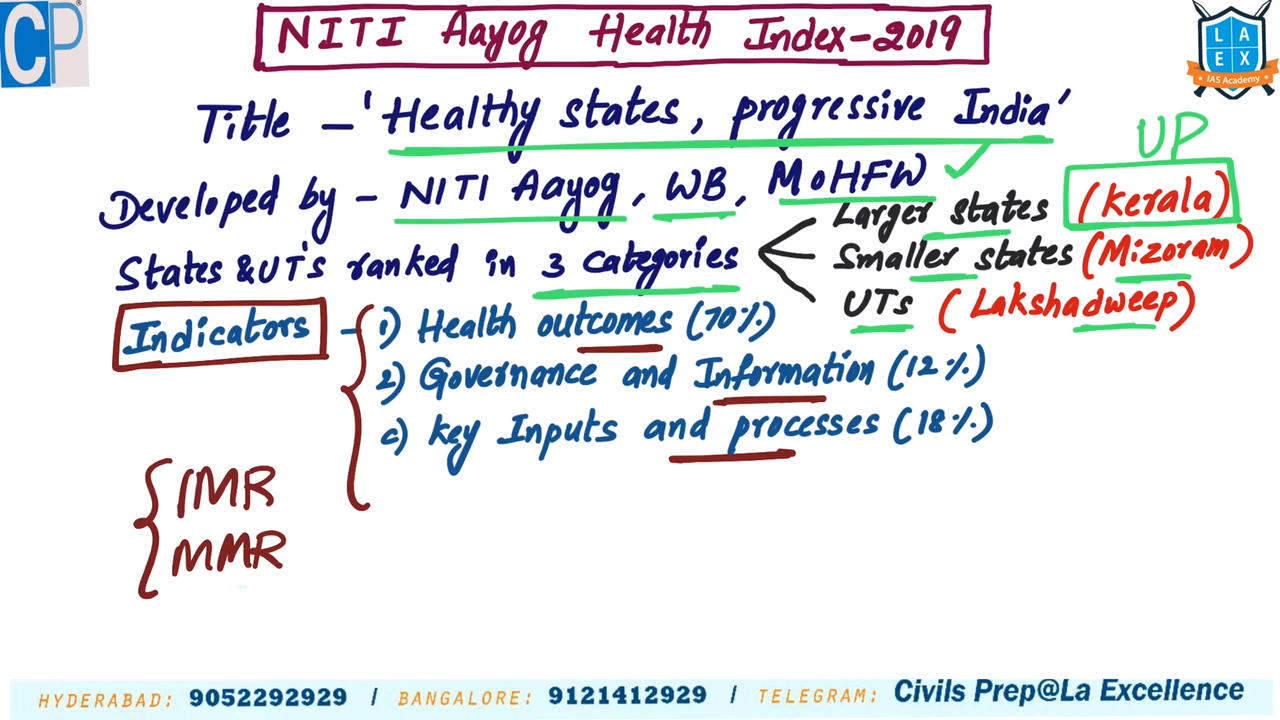 CP®
NITI Aayog Health Index-2019
LAEX
IAS Academy
Title - 'Healthy states, progressive India'
UP
Developed by - NITI Aayog, WB, MoHFW
Larger states (Kerala)
States & UT's ranked in 3 categories
Smaller states (Mizoram)
UTs (Lakshadweep)
Indicators - 1) Health outcomes (70%)
2) Governance and Information (12%)
c) Key Inputs and processes (18%)
IMR
MMR
HYDERABAD: 9052292929 / BANGALORE: 9121412929 / TELEGRAM: Civils Prep@La Excellence